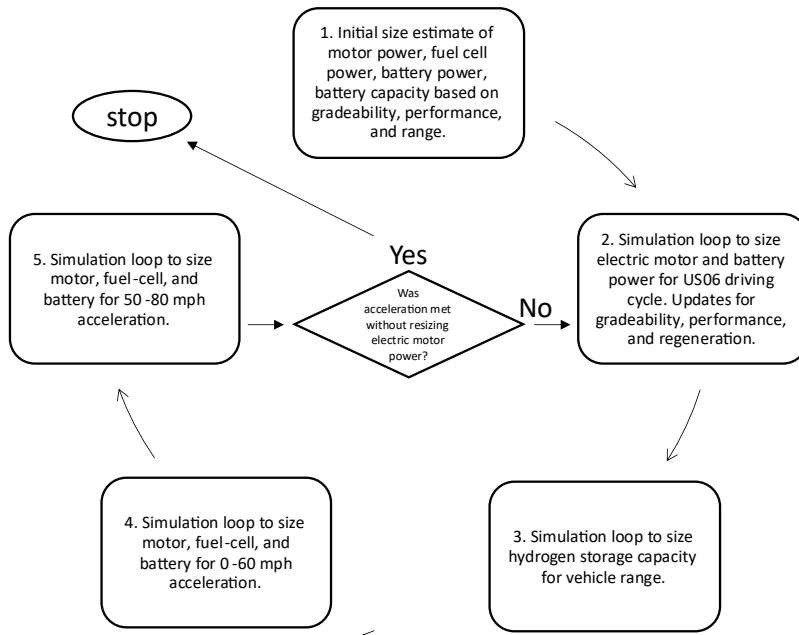 1. Initial size estimate of
motor power, fuel cell
power, battery power,
battery capacity based on
gradeability, performance,
and range.
stop
Yes
5. Simulation loop to size
motor, fuel-cell, and
battery for 50 -80 mph
acceleration.
Was
acceleration met
without resizing
electric motor
power?
No
2. Simulation loop to size
electric motor and battery
power for US06 driving
cycle. Updates for
gradeability, performance,
and regeneration.
4. Simulation loop to size
motor, fuel-cell, and
battery for 0 -60 mph
acceleration.
3. Simulation loop to size
hydrogen storage capacity
for vehicle range.